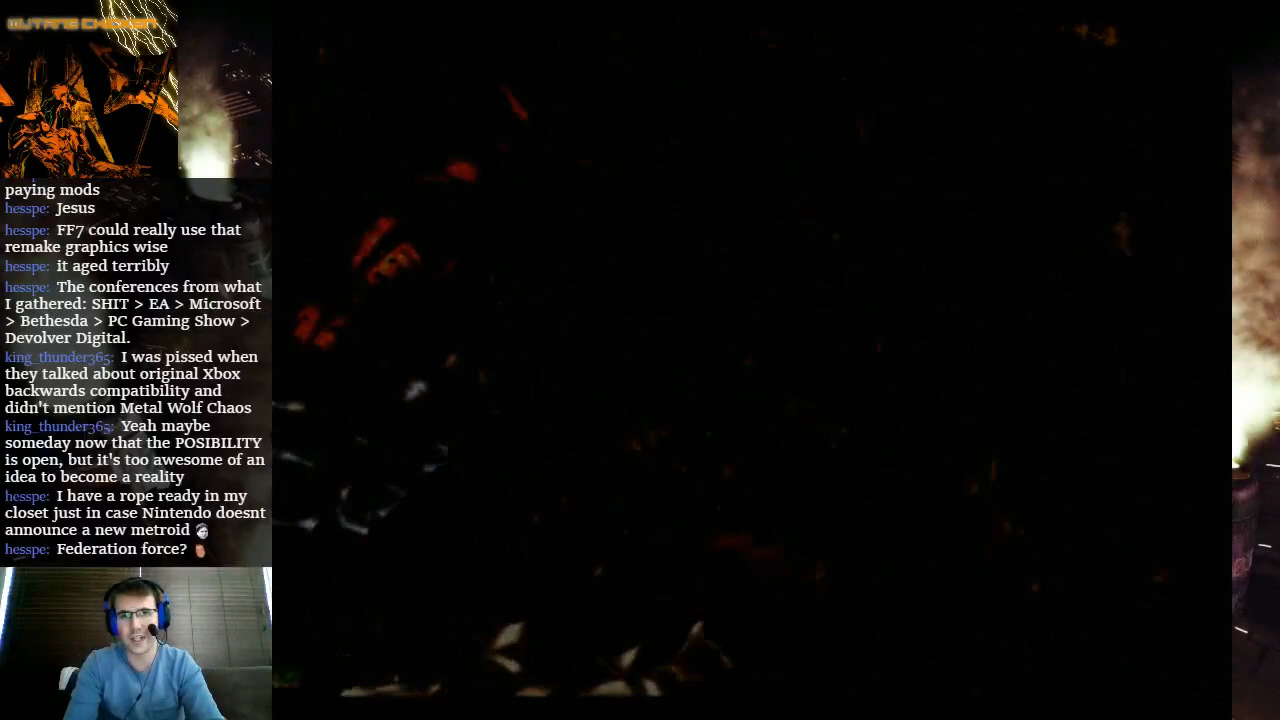 WUTANG CHICKEN
paying mods
hesspe: Jesus
hesspe: FF7 could really use that
remake graphics wise
hesspe: it aged terribly
hesspe: The conferences from what
I gathered: SHIT > EA > Microsoft
> Bethesda > PC Gaming Show >
Devolver Digital.
king_thunder365: I was pissed when
they talked about original Xbox
backwards compatibility and
didn't mention Metal Wolf Chaos
king_thunder365: Yeah maybe
someday now that the POSIBILITY
is open, but it's too awesome of an
idea to become a reality
hesspe: I have a rope ready in my
closet just in case Nintendo doesnt
announce a new metroid
hesspe: Federation force?